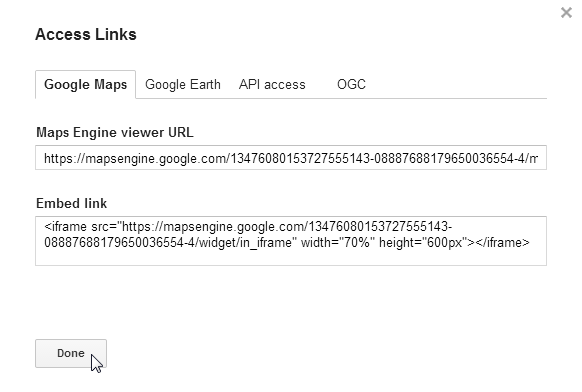 Access Links
Google Maps Google Earth API access OGC
Maps Engine viewer URL
https://mapsengine.google.com/13476080153727555143-08887688179650036554-4/m
Embed link
<iframe src="https://mapsengine.google.com/13476080153727555143-
08887688179650036554-4/widget/in_iframe" width="70%" height="600px"></iframe>
Done